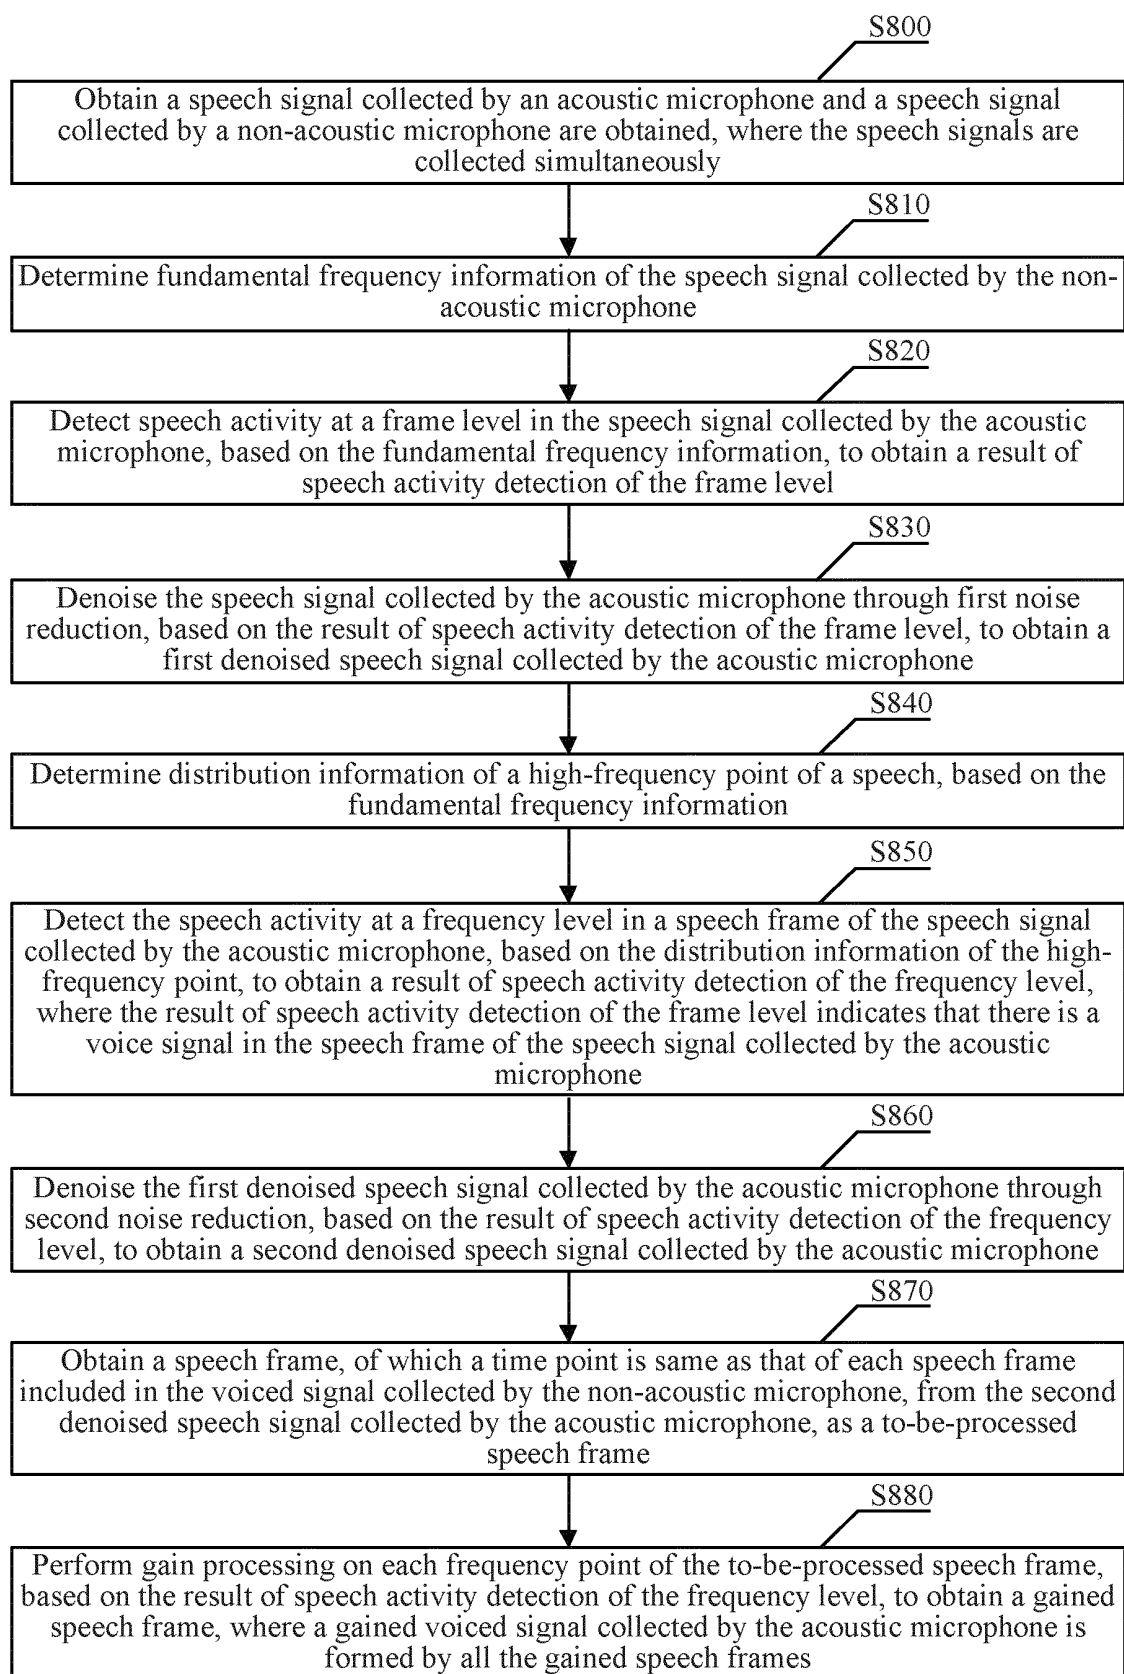 S800
Obtain a speech signal collected by an acoustic microphone and a speech signal
collected by a non-acoustic microphone are obtained, where the speech signals are
collected simultaneously
S810
Determine fundamental frequency information of the speech signal collected by the non-
acoustic microphone
S820
Detect speech activity at a frame level in the speech signal collected by the acoustic
microphone, based on the fundamental frequency information, to obtain a result of
speech activity detection of the frame level
S830
Denoise the speech signal collected by the acoustic microphone through first noise
reduction, based on the result of speech activity detection of the frame level, to obtain a
first denoised speech signal collected by the acoustic microphone
S840
Determine distribution information of a high-frequency point of a speech, based on the
fundamental frequency information
S850
Detect the speech activity at a frequency level in a speech frame of the speech signal
collected by the acoustic microphone, based on the distribution information of the high-
frequency point, to obtain a result of speech activity detection of the frequency level,
where the result of speech activity detection of the frame level indicates that there is a
voice signal in the speech frame of the speech signal collected by the acoustic
microphone
S860
Denoise the first denoised speech signal collected by the acoustic microphone through
second noise reduction, based on the result of speech activity detection of the frequency
level, to obtain a second denoised speech signal collected by the acoustic microphone
S870
Obtain a speech frame, of which a time point is same as that of each speech frame
included in the voiced signal collected by the non-acoustic microphone, from the second
denoised speech signal collected by the acoustic microphone, as a to-be-processed
speech frame
S880
Perform gain processing on each frequency point of the to-be-processed speech frame,
based on the result of speech activity detection of the frequency level, to obtain a gained
speech frame, where a gained voiced signal collected by the acoustic microphone is
formed by all the gained speech frames